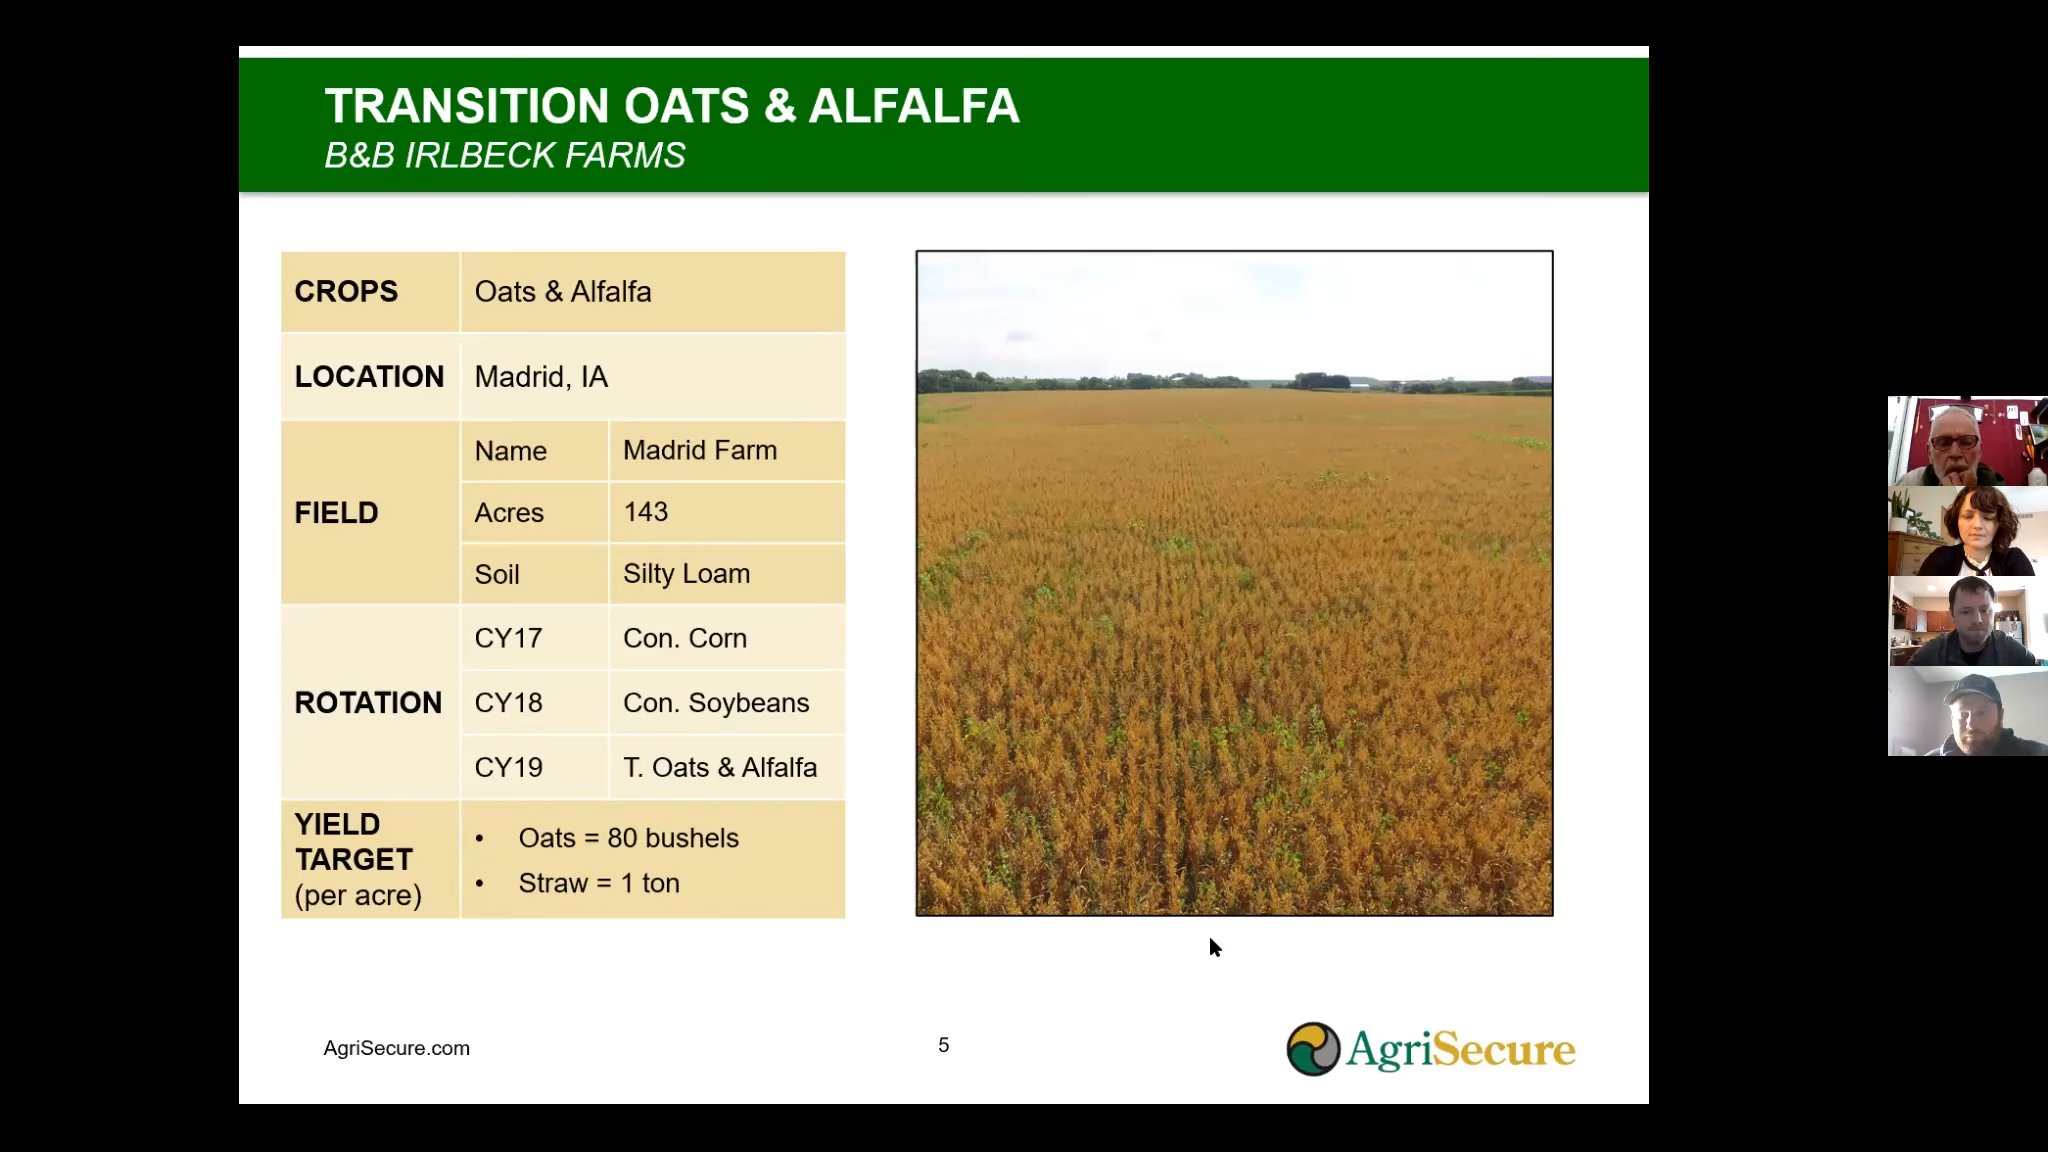 TRANSITION OATS & ALFALFA
B&B IRLBECK FARMS
CROPS Oats & Alfalfa
LOCATION Madrid, IA
FIELD
Name Madrid Farm
Acres 143
Soil Silty Loam
ROTATION
CY17 Con. Corn
CY18 Con. Soybeans
CY19 T. Oats & Alfalfa
YIELD
TARGET
(per acre)
• Oats = 80 bushels
• Straw = 1 ton
AgriSecure.com
5
AgriSecure